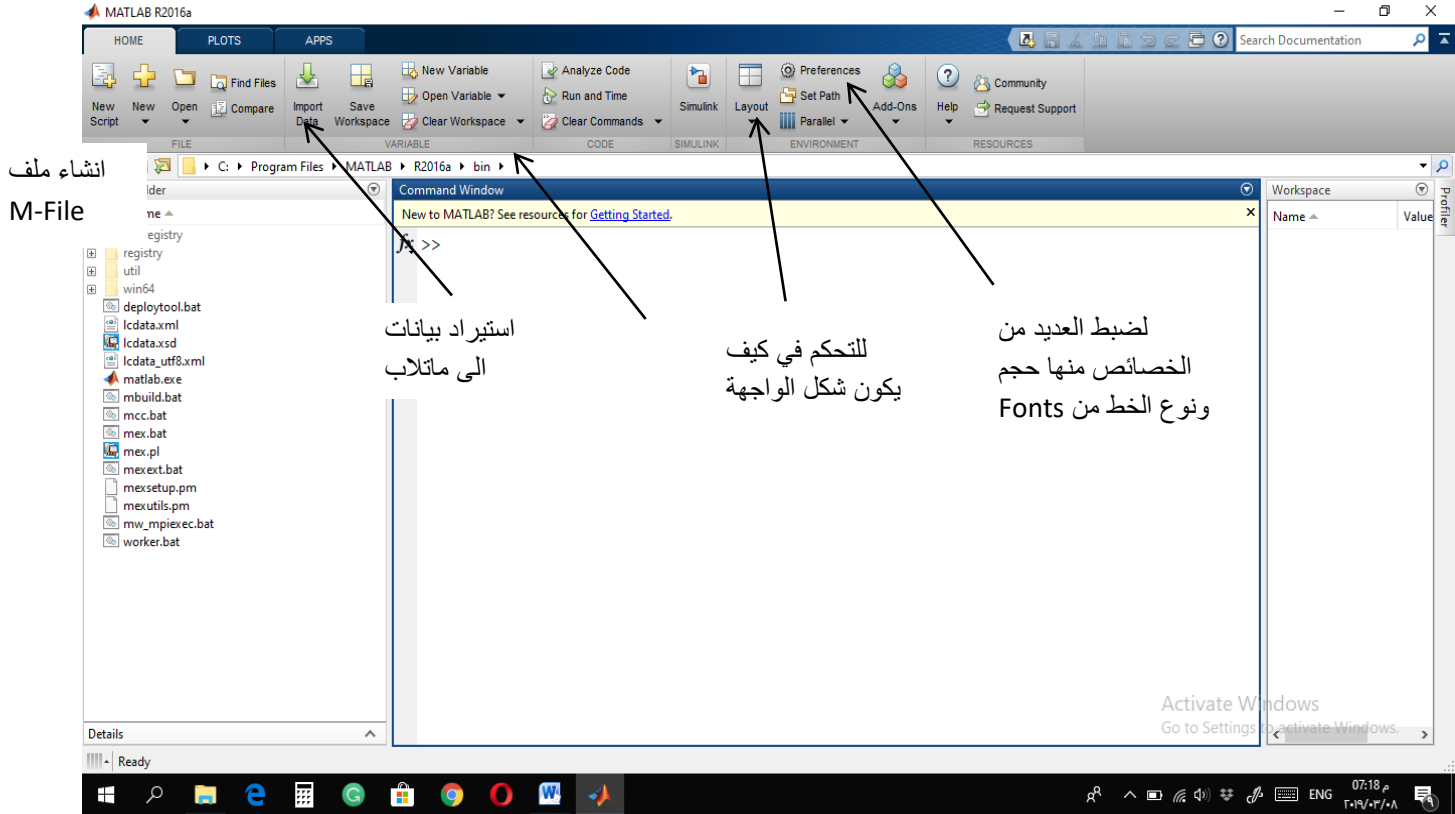 MATLAB R2016a
HOME PLOTS APPS
Search Documentation
New Script
New
Open
Find Files
Compare
Import Data
Save Workspace
New Variable
Open Variable
Clear Workspace
Analyze Code
Run and Time
Clear Commands
Simulink
Layout
Preferences
Set Path
Parallel
Add-Ons
Help
Community
Request Support
FILE VARIABLE CODE SIMULINK ENVIRONMENT RESOURCES
C: Program Files MATLAB R2016a bin
انشاء ملف
M-File
lder
me
egistry
registry
util
win64
deploytool.bat
lcdata.xml
lcdata.xsd
lcdata_utf8.xml
matlab.exe
mbuild.bat
mcc.bat
mex.bat
mex.pl
mexext.bat
mexsetup.pm
mexutils.pm
mw_mpiexec.bat
worker.bat
Details
Command Window
New to MATLAB? See resources for Getting Started.
fx >>
استيراد بيانات
الى ماتلاب
للتحكم في كيف
يكون شكل الواجهة
لضبط العديد من
الخصائص منها حجم
ونوع الخط من Fonts
Workspace
Name Value
Profiler
Activate Windows
Go to Settings to activate Windows.
Ready
ENG
07:18 م
٢٠١٩/٠٣/٠٨